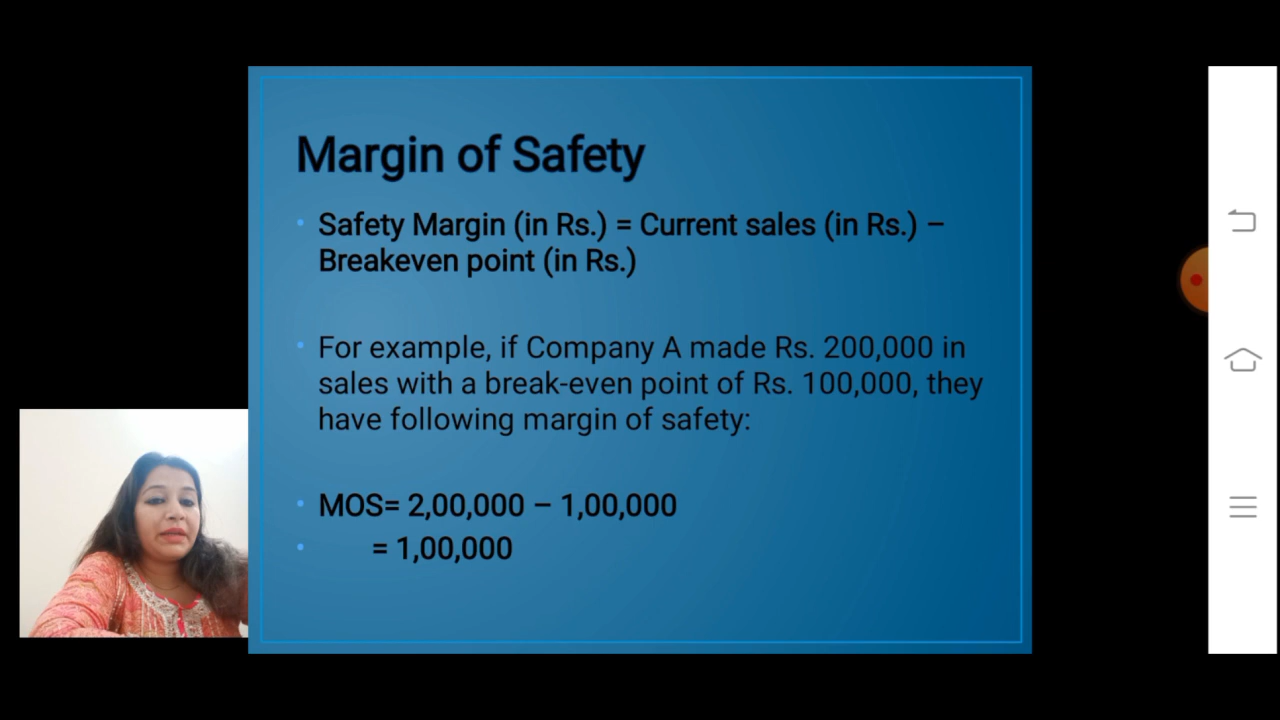 Margin of Safety
Safety Margin (in Rs.) = Current sales (in Rs.) –
Breakeven point (in Rs.)
For example, if Company A made Rs. 200,000 in
sales with a break-even point of Rs. 100,000, they
have following margin of safety:
MOS= 2,00,000 – 1,00,000
= 1,00,000